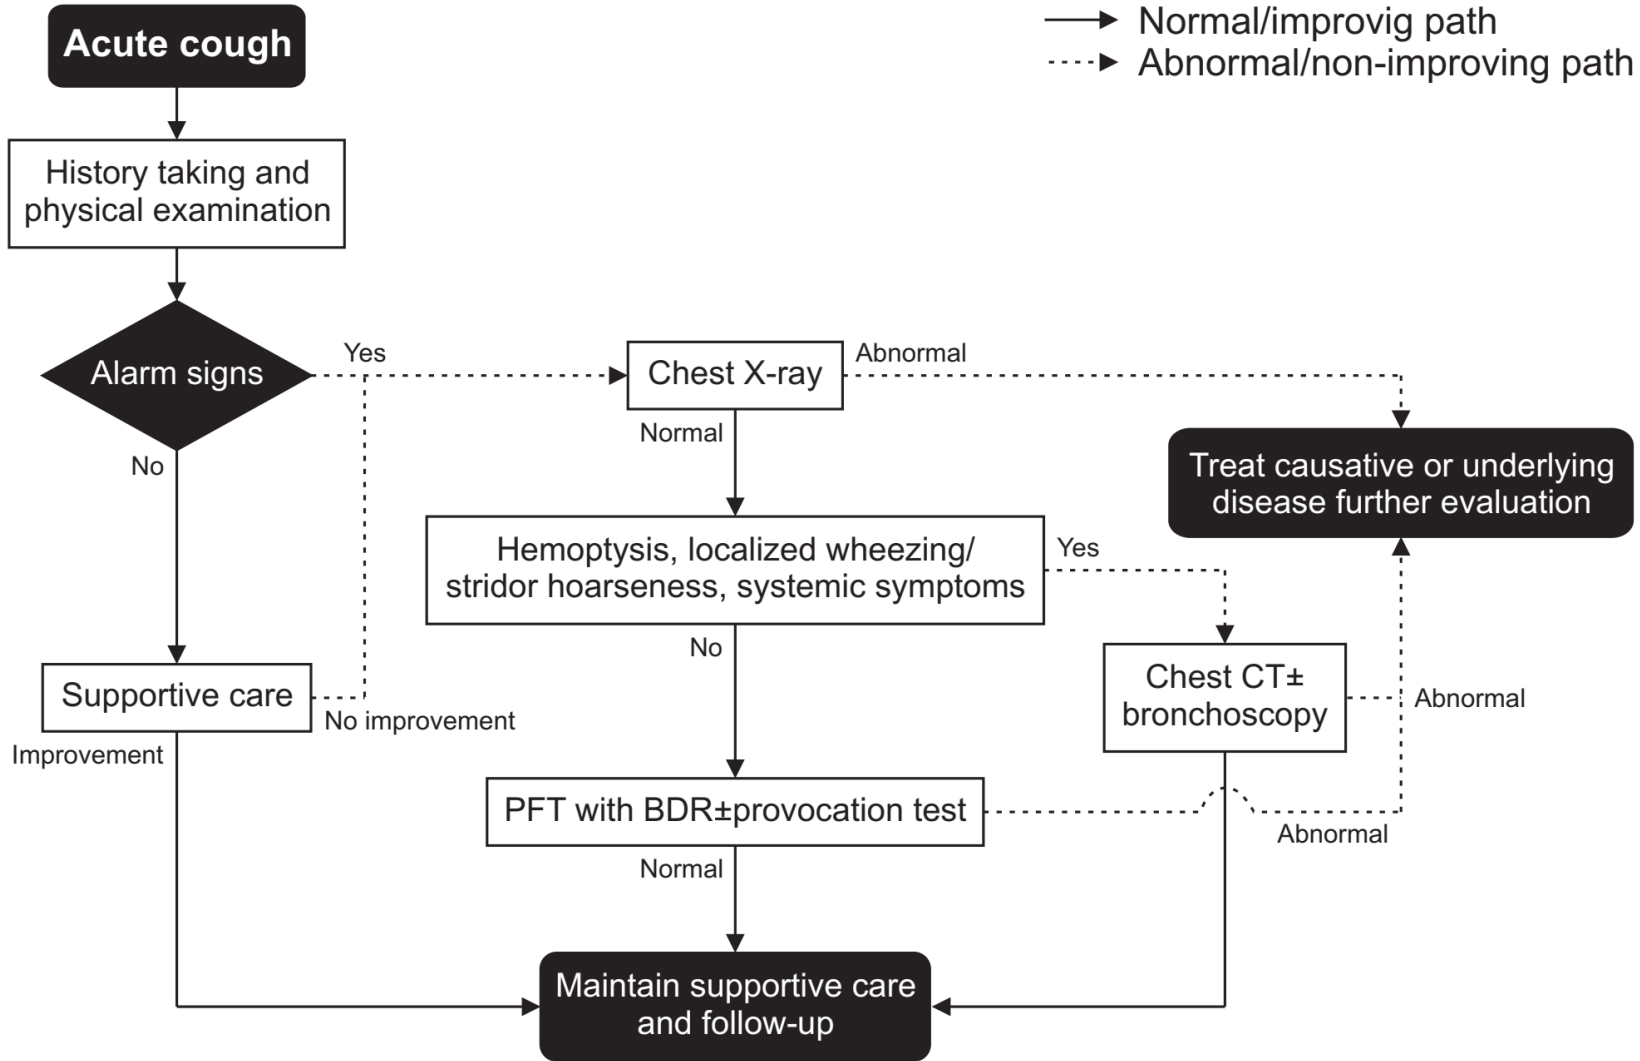 Acute cough
Normal/improvig path
Abnormal/non-improving path
History taking and
physical examination
Alarm signs
Yes
No
Chest X-ray
Abnormal
Normal
Treat causative or underlying
disease further evaluation
Hemoptysis, localized wheezing/
stridor hoarseness, systemic symptoms
Yes
No
Supportive care
No improvement
Improvement
Chest CT±
bronchoscopy
Abnormal
PFT with BDR±provocation test
Abnormal
Normal
Maintain supportive care
and follow-up